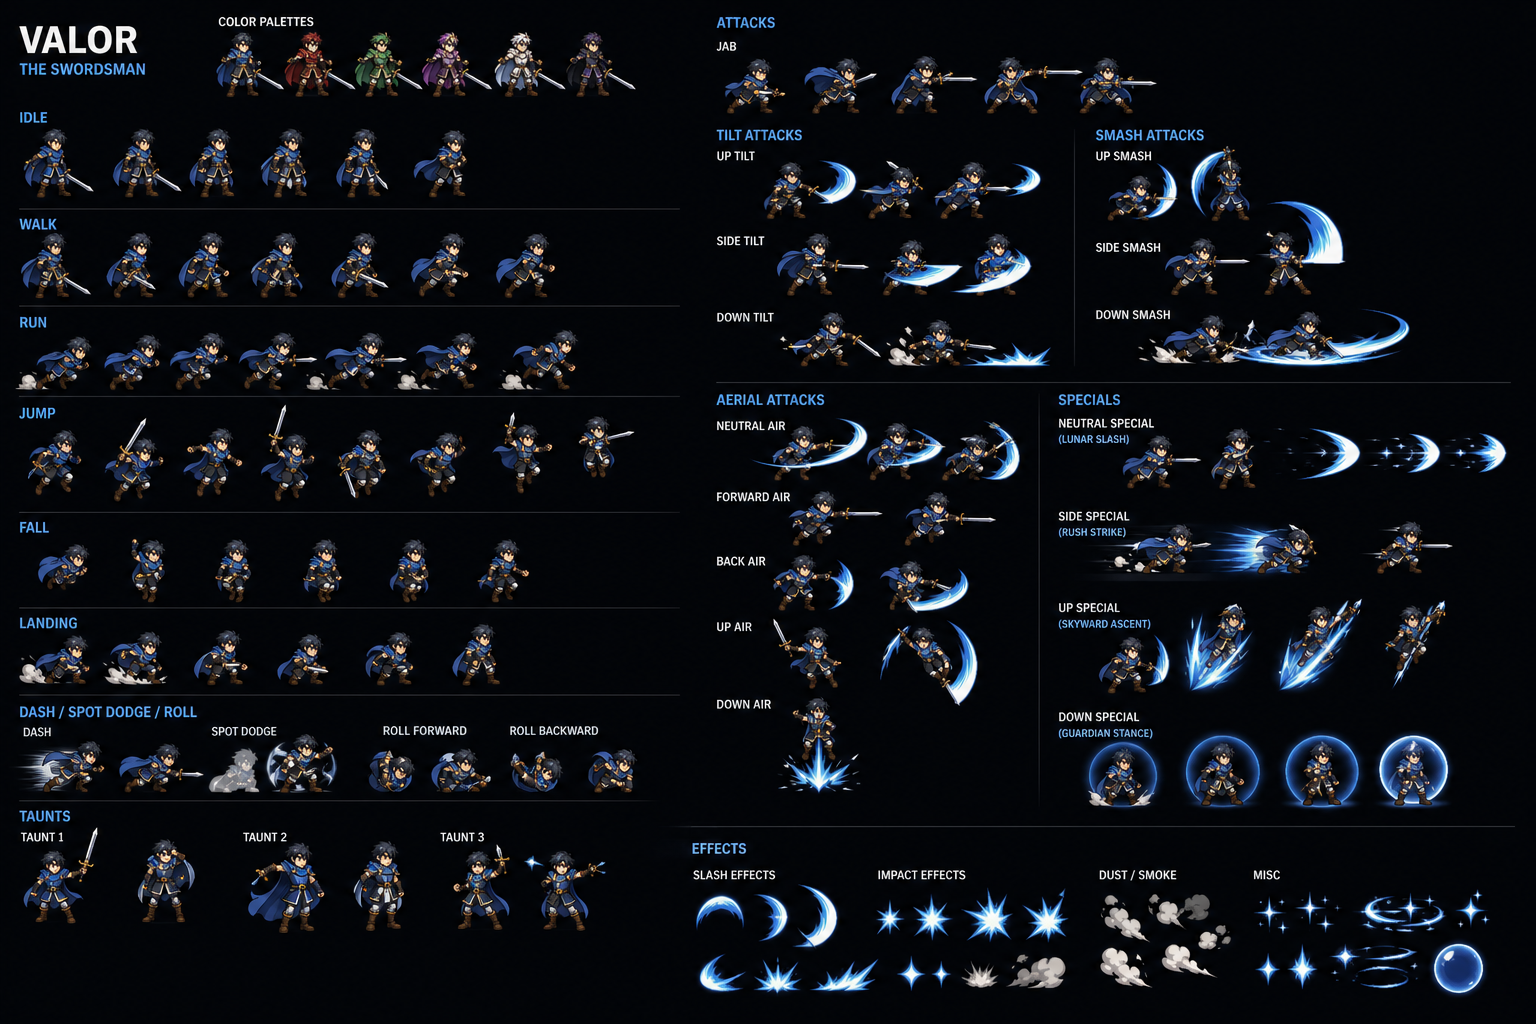 VALOR
THE SWORDSMAN
COLOR PALETTES
IDLE
WALK
RUN
JUMP
FALL
LANDING
DASH / SPOT DODGE / ROLL
DASH
SPOT DODGE
ROLL FORWARD
ROLL BACKWARD
TAUNTS
TAUNT 1
TAUNT 2
TAUNT 3
ATTACKS
JAB
TILT ATTACKS
UP TILT
SIDE TILT
DOWN TILT
SMASH ATTACKS
UP SMASH
SIDE SMASH
DOWN SMASH
AERIAL ATTACKS
NEUTRAL AIR
FORWARD AIR
BACK AIR
UP AIR
DOWN AIR
SPECIALS
NEUTRAL SPECIAL
(LUNAR SLASH)
SIDE SPECIAL
(RUSH STRIKE)
UP SPECIAL
(SKYWARD ASCENT)
DOWN SPECIAL
(GUARDIAN STANCE)
EFFECTS
SLASH EFFECTS
IMPACT EFFECTS
DUST / SMOKE
MISC